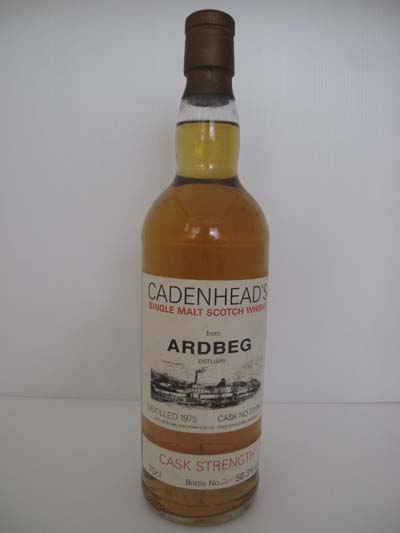 CADENHEAD'S
SINGLE MALT SCOTCH WHISKY
from
ARDBEG
DISTILLERY
DISTILLED 1975 CASK NO.
CASK STRENGTH
70cl Bottle No.